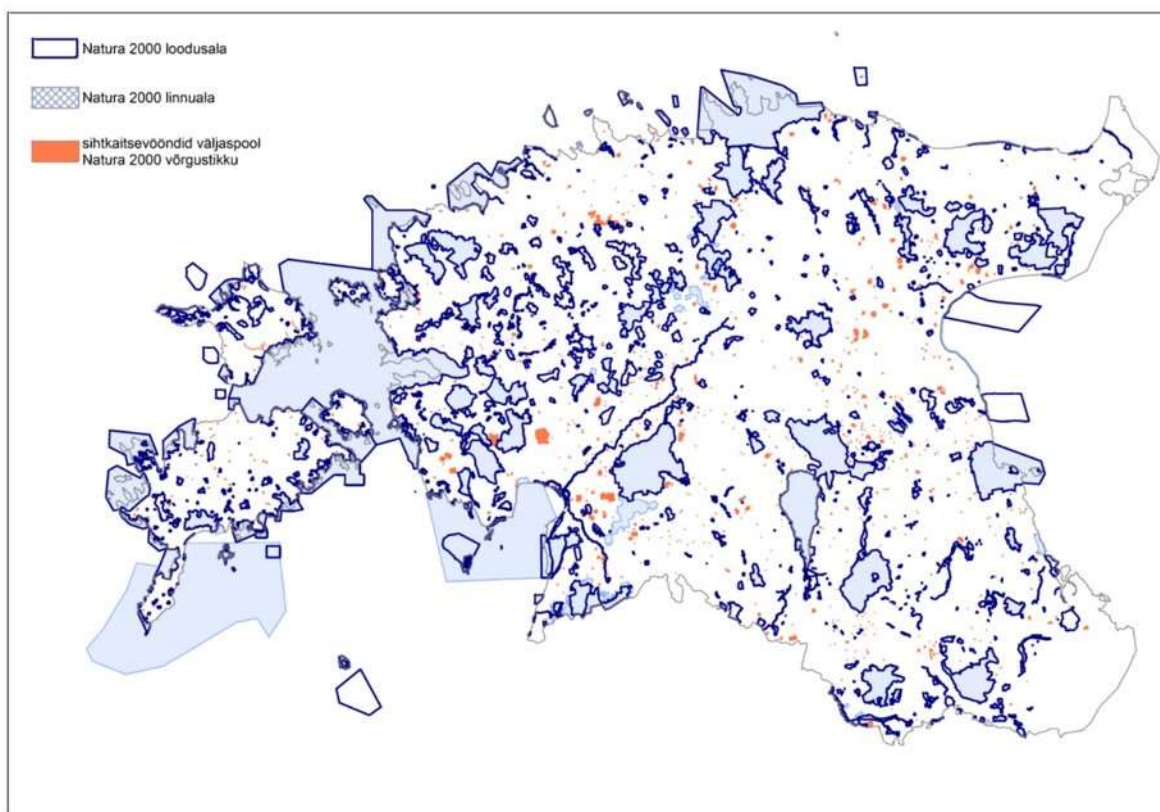 Natura 2000 loodusala
Natura 2000 linnuala
sihtkaitsevööndid väljaspool
Natura 2000 võrgustikku